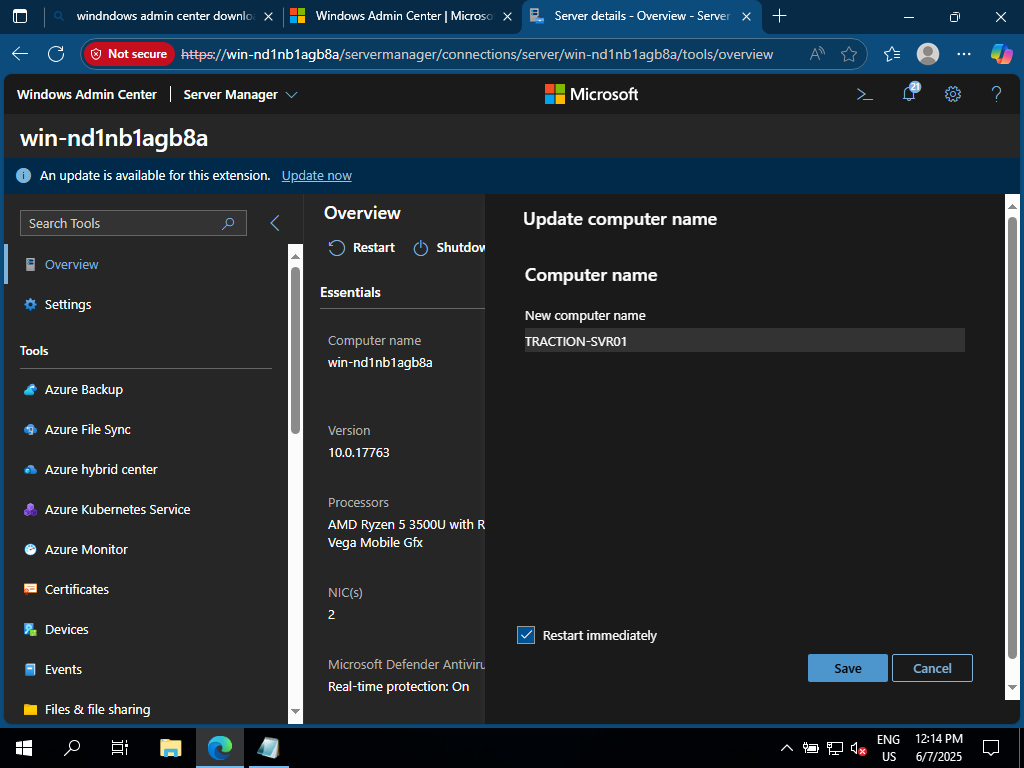 windndows admin center downlo
Windows Admin Center | Microso
Server details - Overview - Server
Not secure
https://win-nd1nb1agb8a/servermanager/connections/server/win-nd1nb1agb8a/tools/overview
Windows Admin Center
Server Manager
Microsoft
21
win-nd1nb1agb8a
An update is available for this extension. Update now
Search Tools
Overview
Settings
Tools
Azure Backup
Azure File Sync
Azure hybrid center
Azure Kubernetes Service
Azure Monitor
Certificates
Devices
Events
Files & file sharing
Overview
Restart
Shutdow
Essentials
Computer name
win-nd1nb1agb8a
Version
10.0.17763
Processors
AMD Ryzen 5 3500U with R
Vega Mobile Gfx
NIC(s)
2
Microsoft Defender Antiviru
Real-time protection: On
Update computer name
Computer name
New computer name
TRACTION-SVR01
Restart immediately
Save
Cancel
ENG
US
12:14 PM
6/7/2025